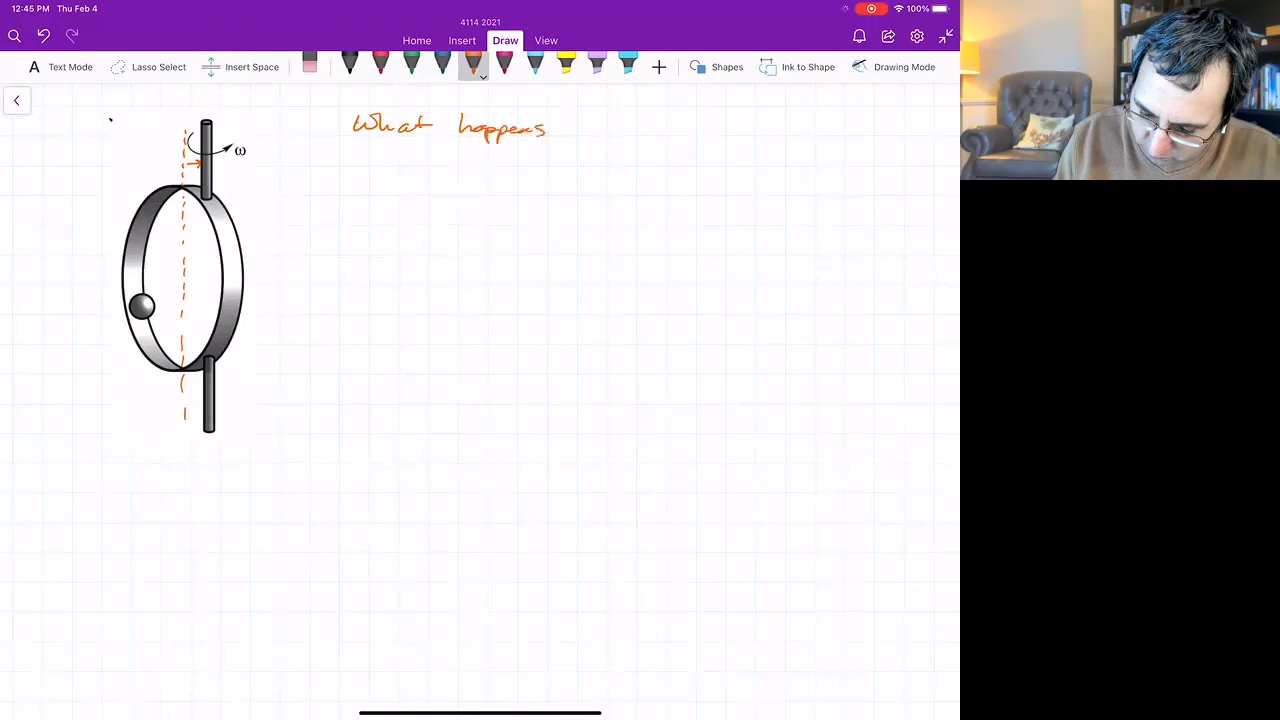 12:45 PM Thu Feb 4
100%
4114 2021
Home Insert Draw View
Text Mode Lasso Select Insert Space Shapes Ink to Shape Drawing Mode
What happens
ω